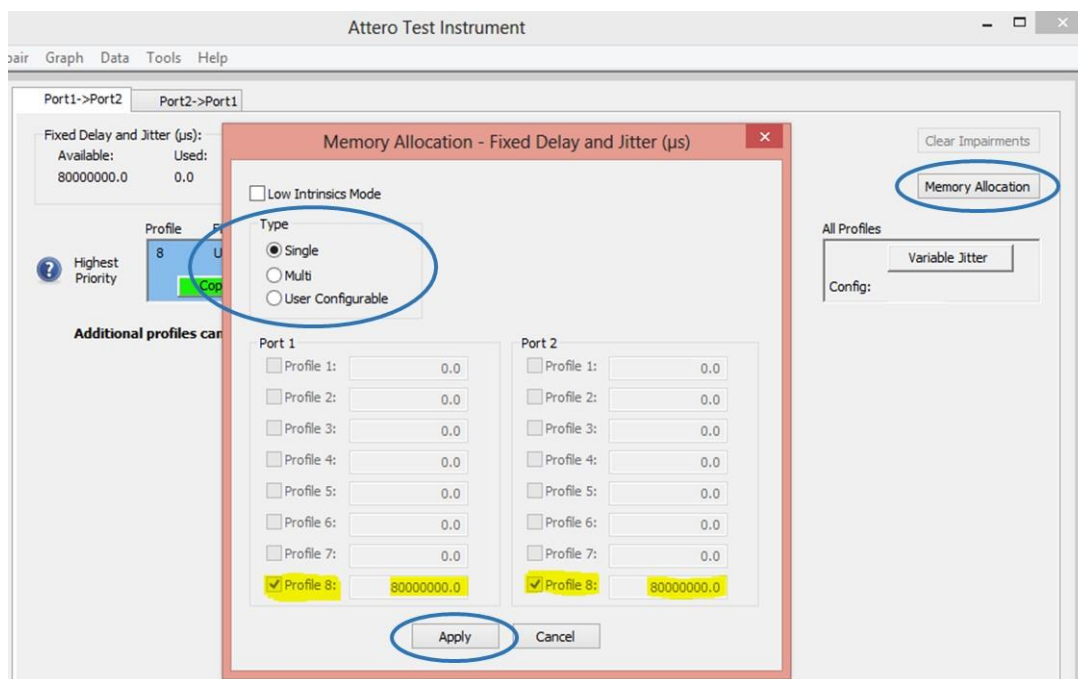 Attero Test Instrument
pair Graph Data Tools Help
Port1->Port2 Port2->Port1
Fixed Delay and Jitter (µs):
Available: Used:
80000000.0 0.0
Clear Impairments
Memory Allocation
Profile
8 U
Highest
Priority
Cop
Additional profiles can
All Profiles
Variable Jitter
Config:
Memory Allocation - Fixed Delay and Jitter (µs)
Low Intrinsics Mode
Type
Single
Multi
User Configurable
Port 1
Profile 1: 0.0
Profile 2: 0.0
Profile 3: 0.0
Profile 4: 0.0
Profile 5: 0.0
Profile 6: 0.0
Profile 7: 0.0
Profile 8: 80000000.0
Port 2
Profile 1: 0.0
Profile 2: 0.0
Profile 3: 0.0
Profile 4: 0.0
Profile 5: 0.0
Profile 6: 0.0
Profile 7: 0.0
Profile 8: 80000000.0
Apply Cancel